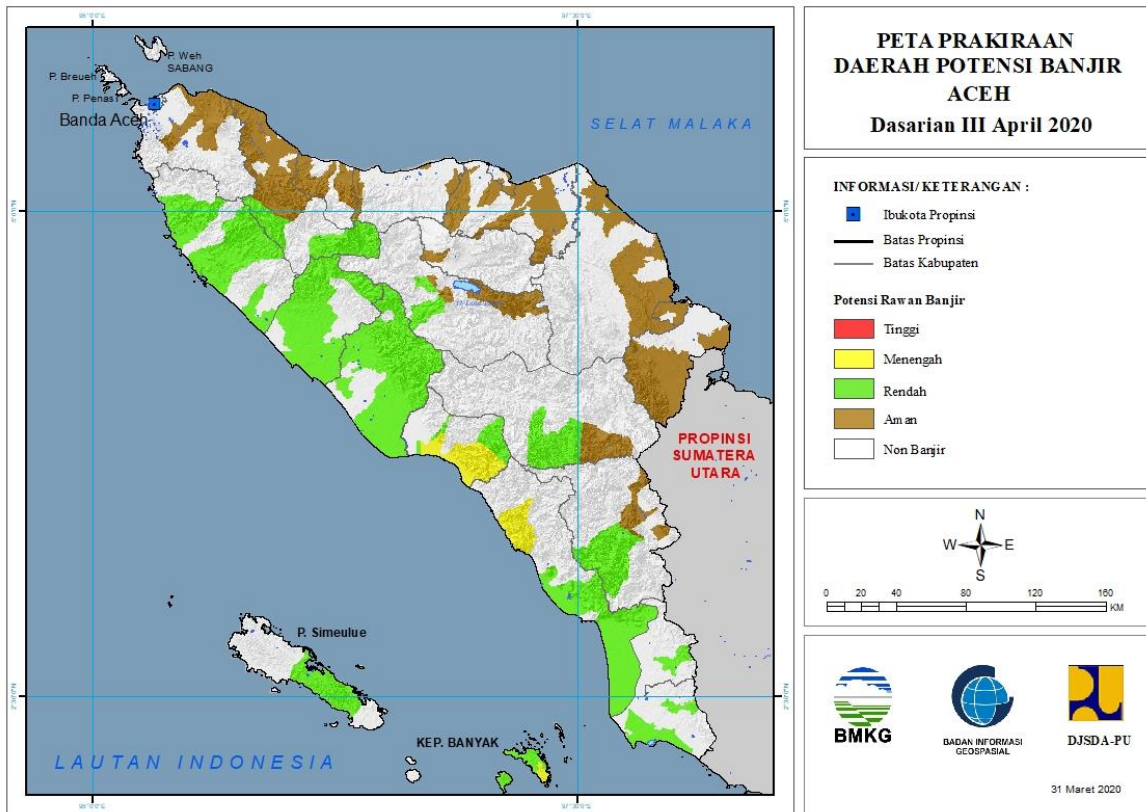 P. Weh
SABANG
P. Breueh
P. Penasi
Banda Aceh
SELAT MALAKA
PROPINSI
SUMATERA
UTARA
P. Simeulue
KEP. BANYAK
LAUTAN INDONESIA
PETA PRAKIRAAN
DAERAH POTENSI BANJIR
ACEH
Dasarian III April 2020
INFORMASI/ KETERANGAN :
Ibukota Propinsi
Batas Propinsi
Batas Kabupaten
Potensi Rawan Banjir
Tinggi
Menengah
Rendah
Aman
Non Banjir
N
W E
S
0 20 40 80 120 160
KM
BMKG
BADAN INFORMASI
GEOSPASIAL
DJSDA-PU
31 Maret 2020